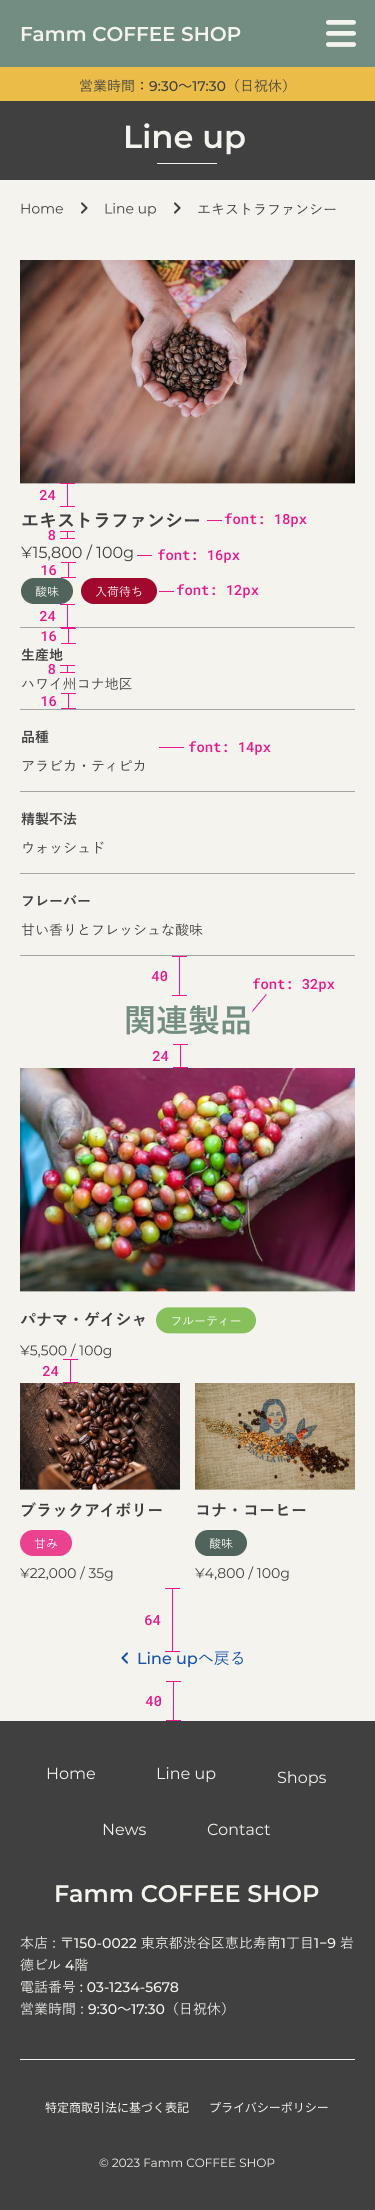 Famm COFFEE SHOP
営業時間：9:30〜17:30（日祝休）
Line up
Home Line up エキストラファンシー
24
エキストラファンシー font: 18px
8
¥15,800 / 100g font: 16px
16
酸味 入荷待ち font: 12px
24
16
生産地
8
ハワイ州コナ地区
16
品種
font: 14px
アラビカ・ティピカ
精製不法
ウォッシュド
フレーバー
甘い香りとフレッシュな酸味
40
font: 32px
関連製品
24
パナマ・ゲイシャ フルーティー
¥5,500 / 100g
24
ブラックアイボリー コナ・コーヒー
甘み 酸味
¥22,000 / 35g ¥4,800 / 100g
64
Line upへ戻る
40
Home Line up Shops
News Contact
Famm COFFEE SHOP
本店 : 〒150-0022 東京都渋谷区恵比寿南1丁目1−9 岩
德ビル 4階
電話番号 : 03-1234-5678
営業時間 : 9:30〜17:30（日祝休）
特定商取引法に基づく表記 プライバシーポリシー
© 2023 Famm COFFEE SHOP